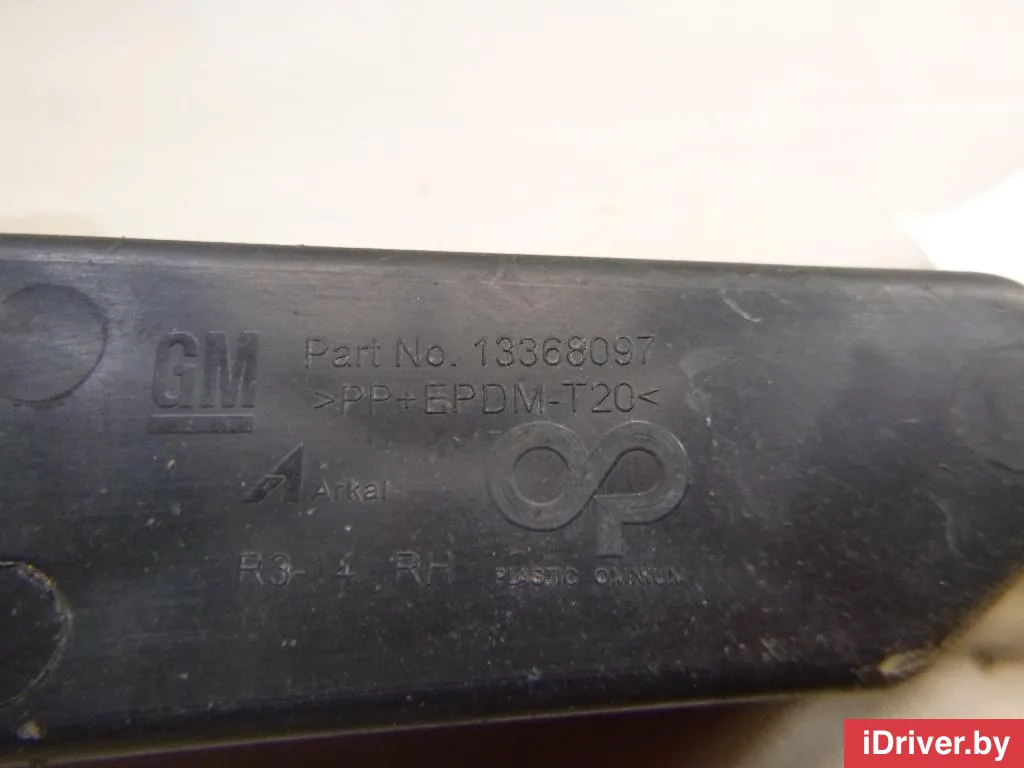 GM
Part No. 13368097
>PP+EPDM-T20<
Arkal
R3-14 RH
PLASTIC OMNIUM
iDriver.by